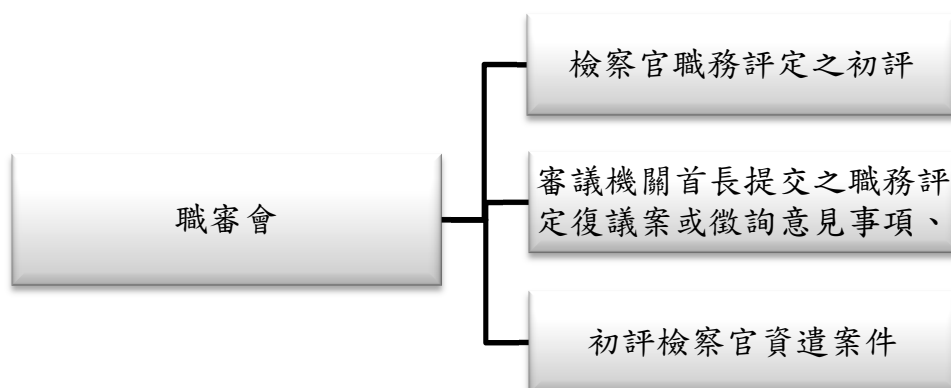 檢察官職務評定之初評
職審會
審議機關首長提交之職務評
定復議案或徵詢意見事項、
初評檢察官資遣案件